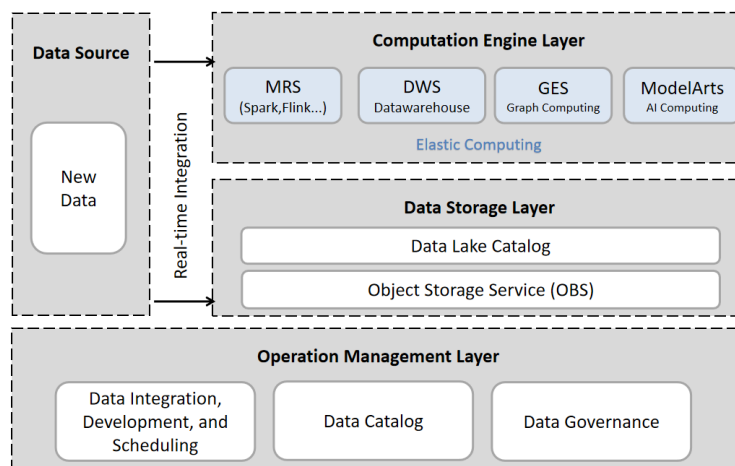 Data Source
New
Data
Real-time Integration
Computation Engine Layer
MRS
(Spark,Flink...)
DWS
Datawarehouse
GES
Graph Computing
ModelArts
AI Computing
Elastic Computing
Data Storage Layer
Data Lake Catalog
Object Storage Service (OBS)
Operation Management Layer
Data Integration,
Development, and
Scheduling
Data Catalog
Data Governance